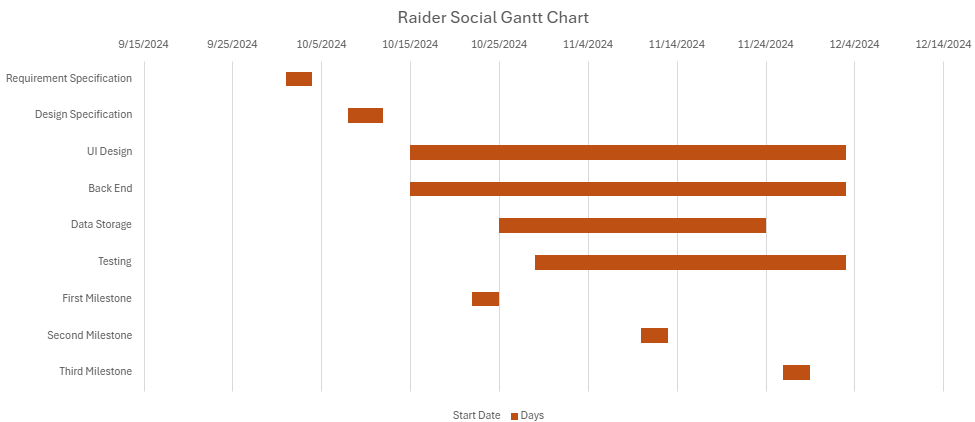 Raider Social Gantt Chart
9/15/2024 9/25/2024 10/5/2024 10/15/2024 10/25/2024 11/4/2024 11/14/2024 11/24/2024 12/4/2024 12/14/2024
Requirement Specification
Design Specification
UI Design
Back End
Data Storage
Testing
First Milestone
Second Milestone
Third Milestone
Start Date Days